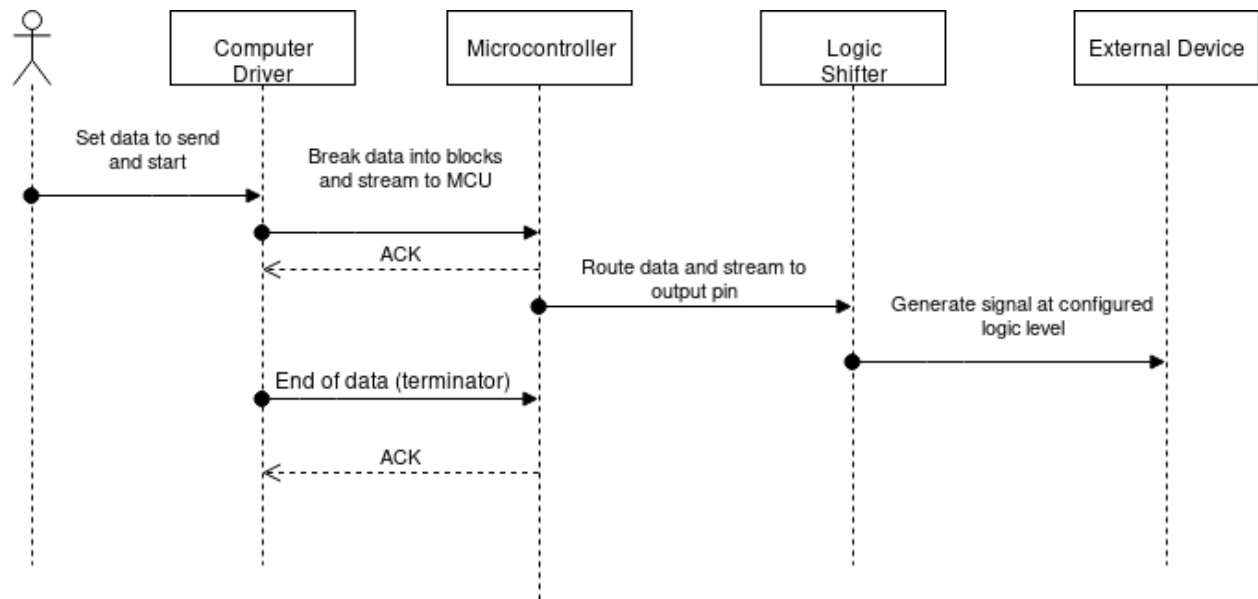 Computer
Driver
Microcontroller
Logic
Shifter
External Device
Set data to send
and start
Break data into blocks
and stream to MCU
ACK
Route data and stream to
output pin
Generate signal at configured
logic level
End of data (terminator)
ACK